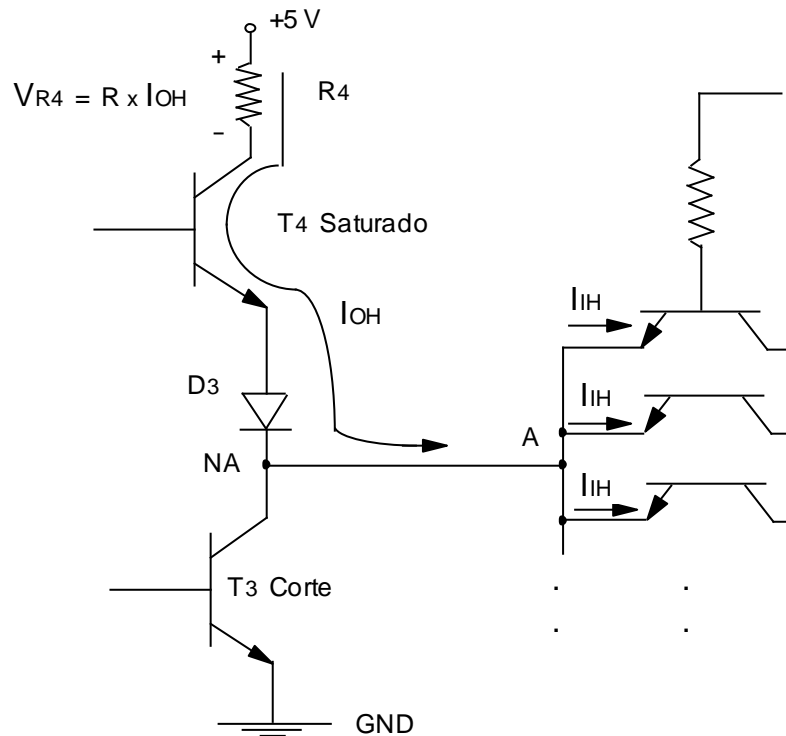 +5 V
+
VR4 = R x IOH
R4
–
T4 Saturado
IIH
IOH
D3
IIH
A
NA
IIH
T3 Corte
. .
. .
GND